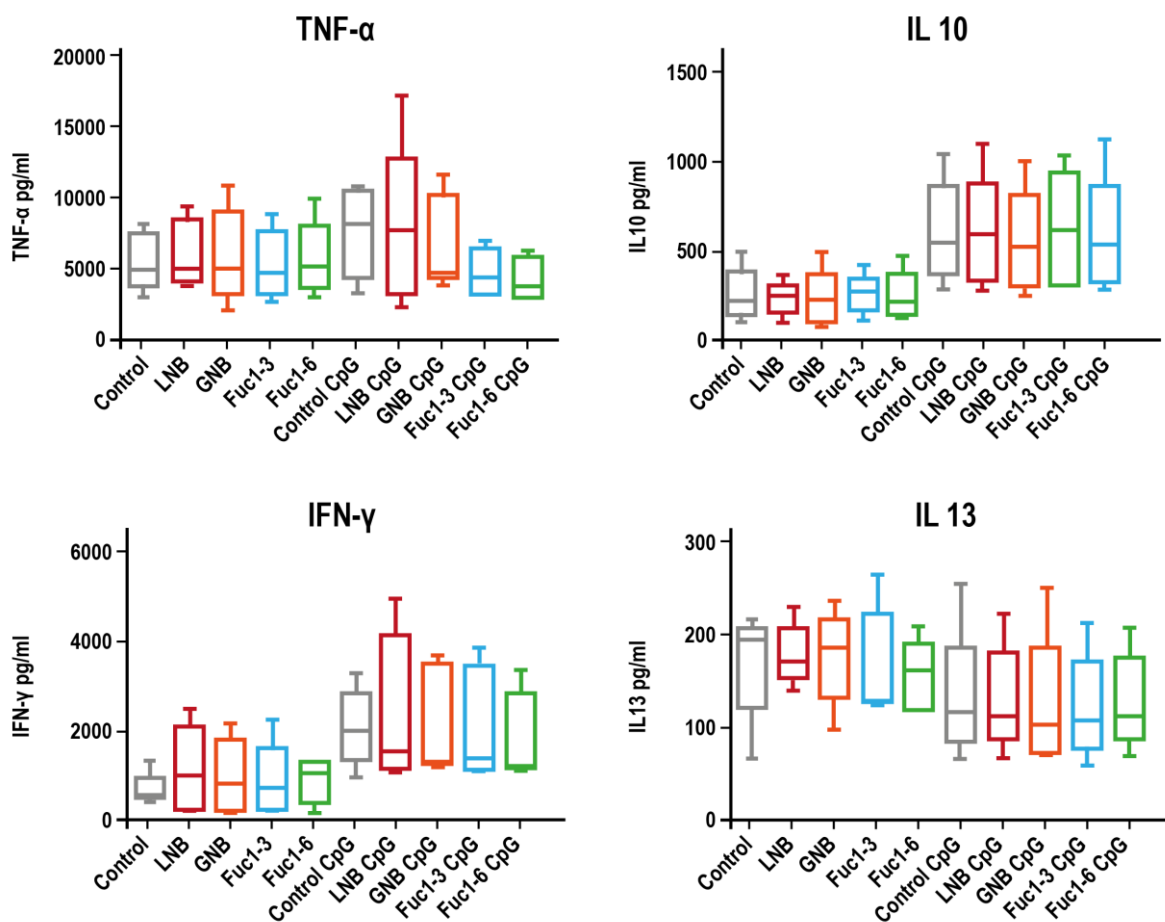 TNF-α
20000
15000
10000
5000
0
TNF-α pg/ml
Control
LNB
GNB
Fuc1-3
Fuc1-6
Control CpG
LNB CpG
GNB CpG
Fuc1-3 CpG
Fuc1-6 CpG
IL 10
1500
1000
500
0
IL10 pg/ml
Control
LNB
GNB
Fuc1-3
Fuc1-6
Control CpG
LNB CpG
GNB CpG
Fuc1-3 CpG
Fuc1-6 CpG
IFN-γ
6000
4000
2000
0
IFN-γ pg/ml
Control
LNB
GNB
Fuc1-3
Fuc1-6
Control CpG
LNB CpG
GNB CpG
Fuc1-3 CpG
Fuc1-6 CpG
IL 13
300
200
100
0
IL13 pg/ml
Control
LNB
GNB
Fuc1-3
Fuc1-6
Control CpG
LNB CpG
GNB CpG
Fuc1-3 CpG
Fuc1-6 CpG